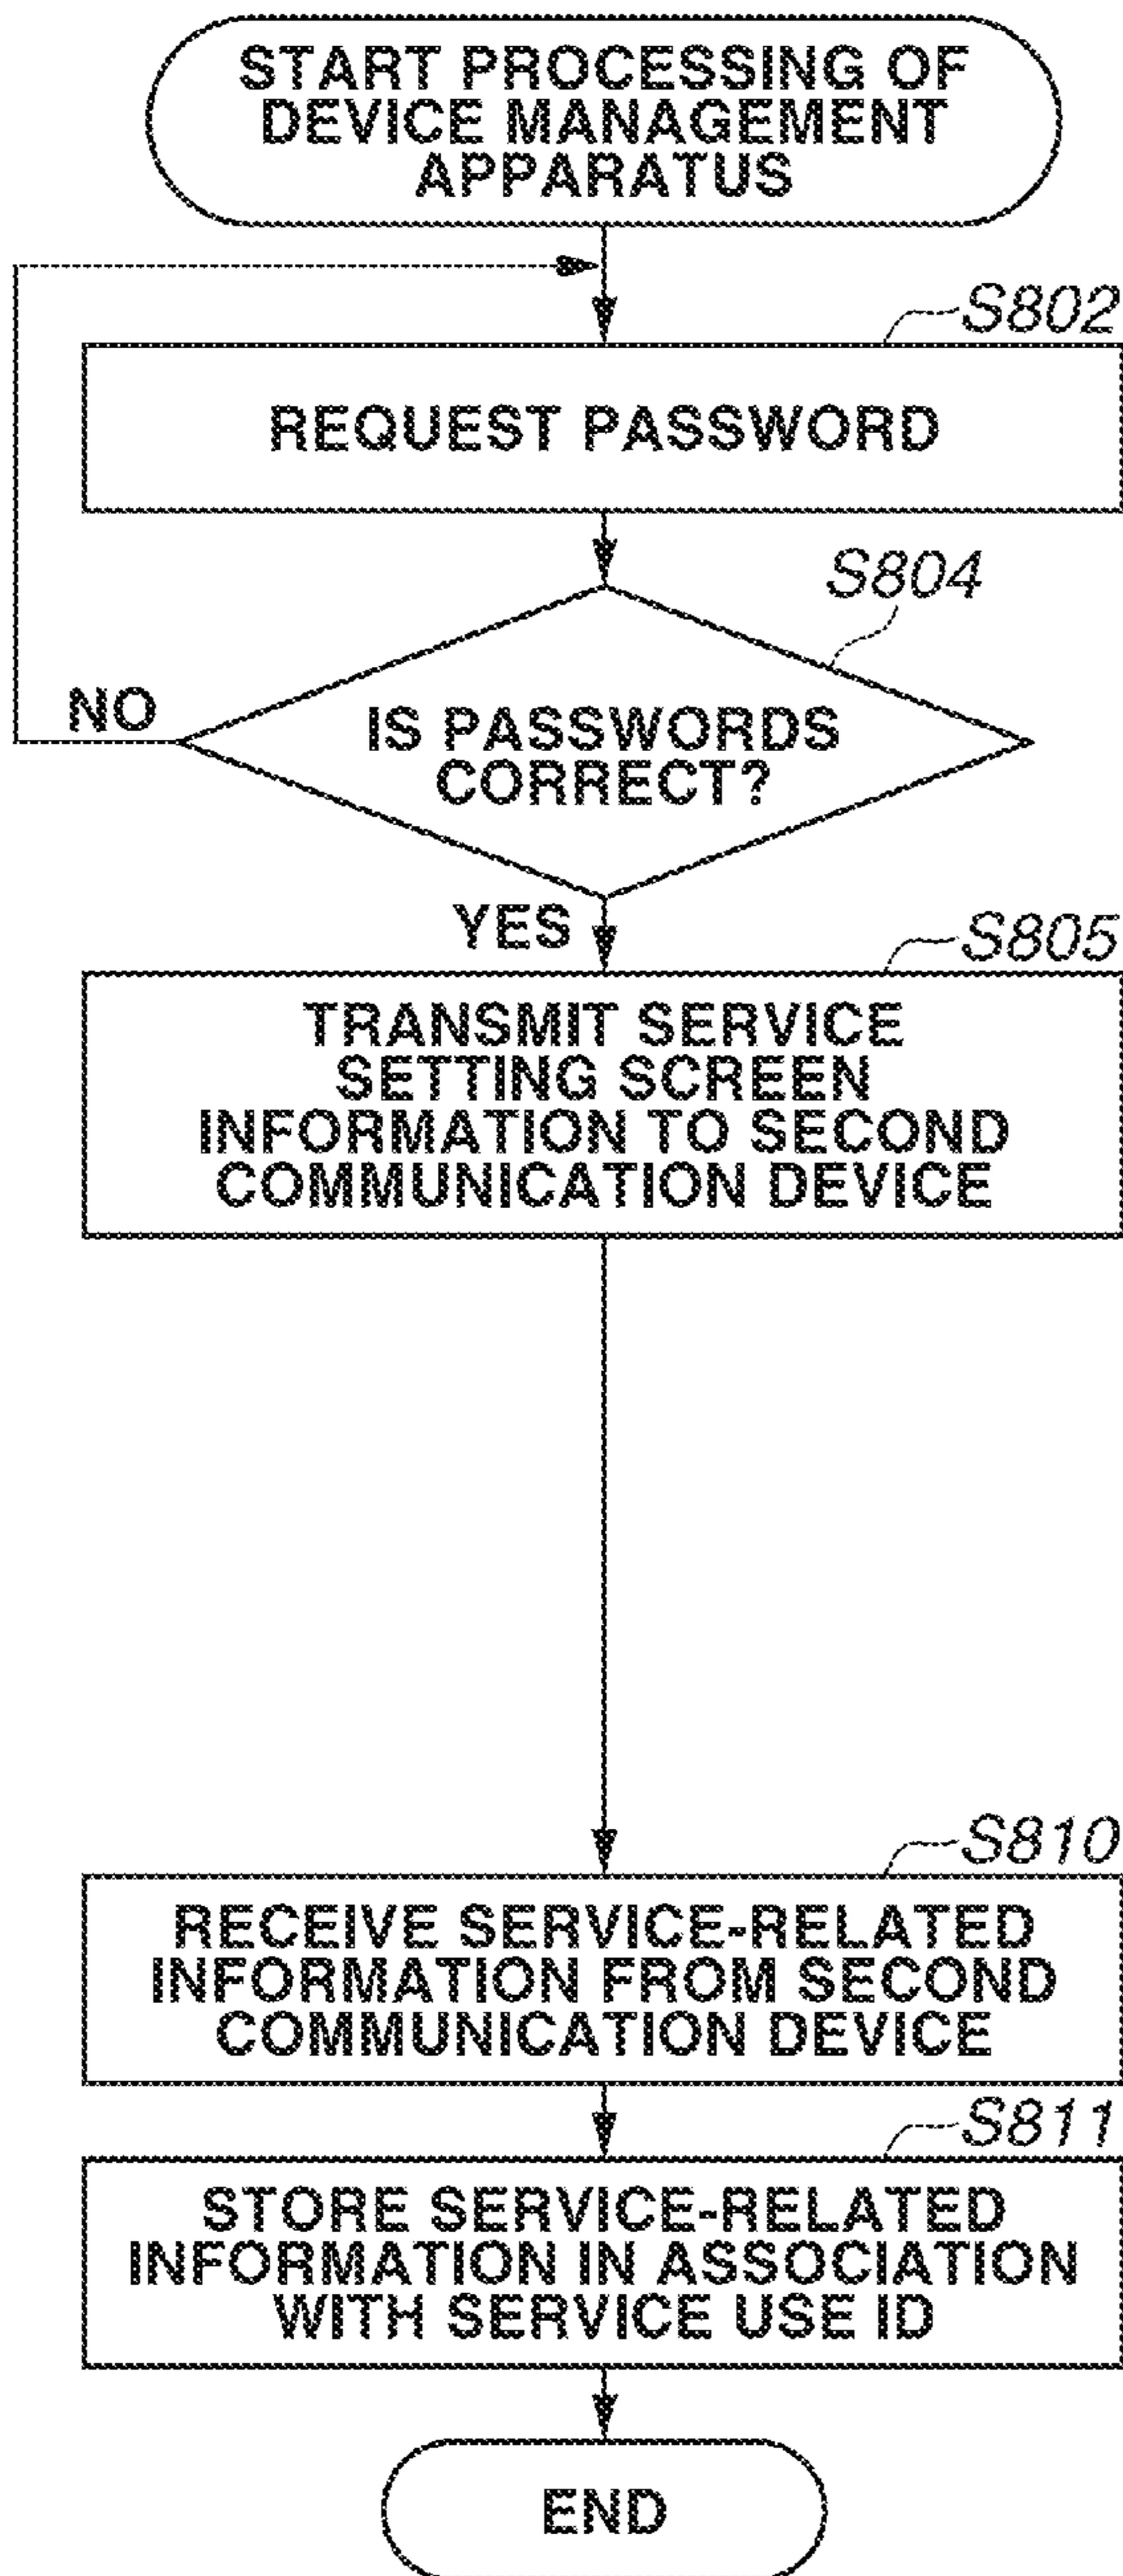 START PROCESSING OF
DEVICE MANAGEMENT
APPARATUS
S802
REQUEST PASSWORD
S804
NO
IS PASSWORDS
CORRECT?
YES
S805
TRANSMIT SERVICE
SETTING SCREEN
INFORMATION TO SECOND
COMMUNICATION DEVICE
S810
RECEIVE SERVICE-RELATED
INFORMATION FROM SECOND
COMMUNICATION DEVICE
S811
STORE SERVICE-RELATED
INFORMATION IN ASSOCIATION
WITH SERVICE USE ID
END